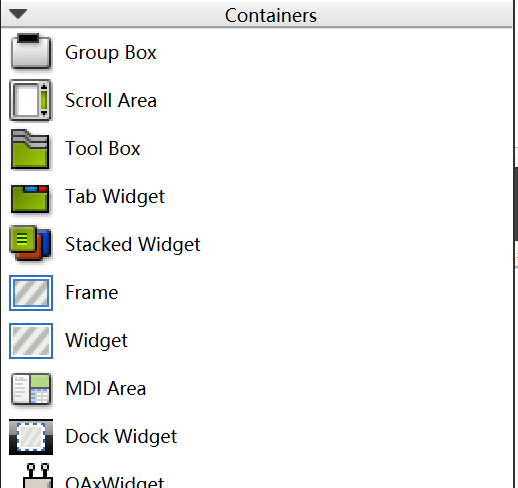 Containers
Group Box
Scroll Area
Tool Box
Tab Widget
Stacked Widget
Frame
Widget
MDI Area
Dock Widget
QAxWidget